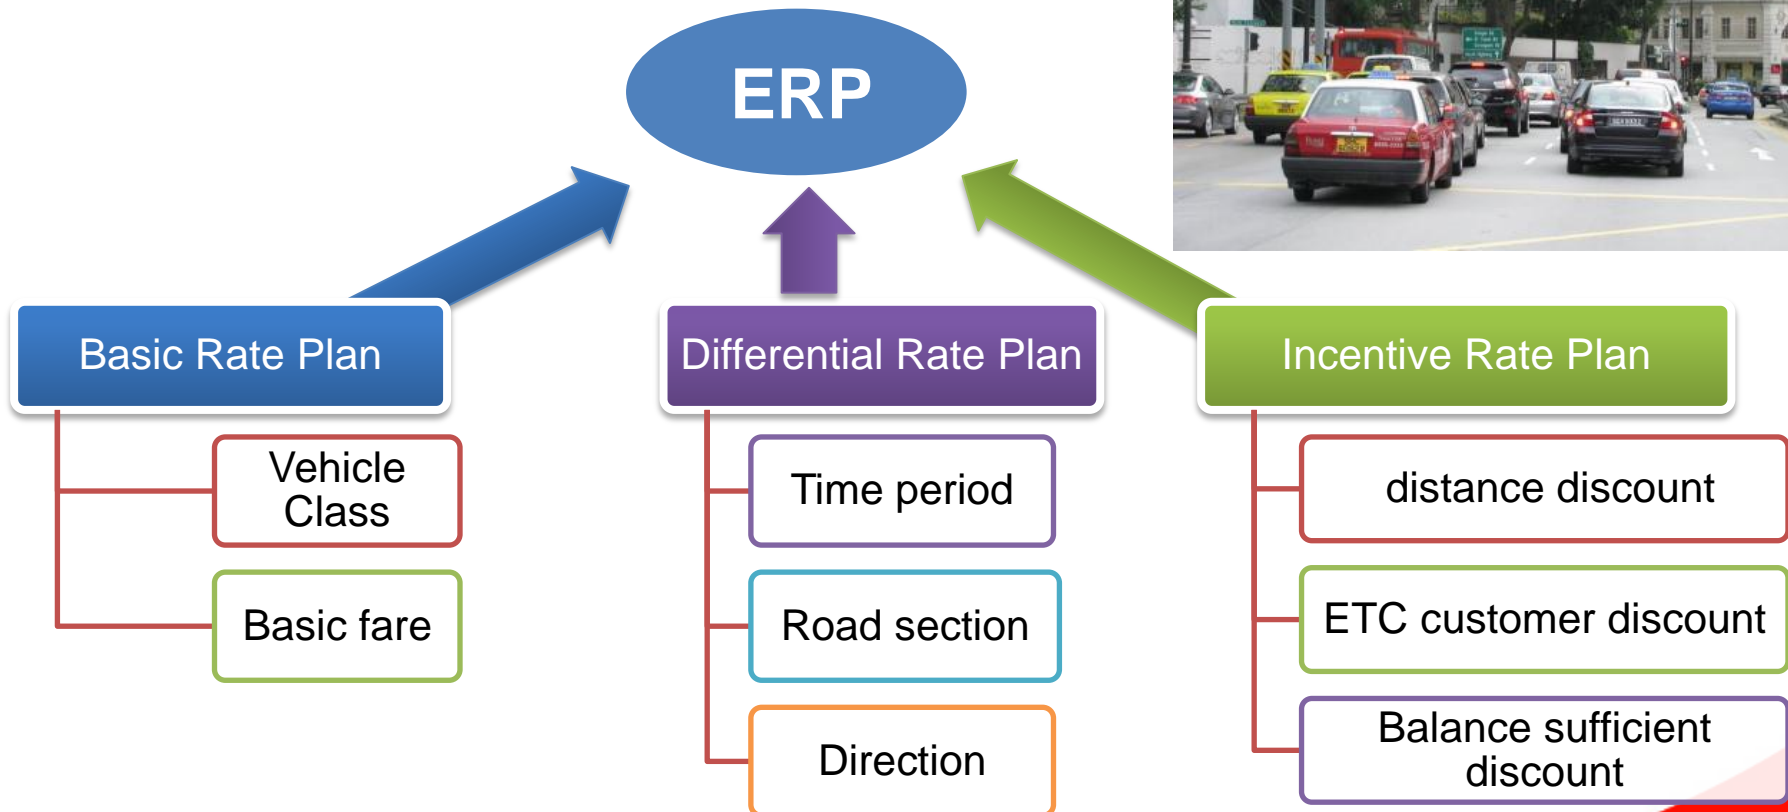 ERP
Basic Rate Plan
Vehicle
Class
Basic fare
Differential Rate Plan
Time period
Road section
Direction
Incentive Rate Plan
distance discount
ETC customer discount
Balance sufficient
discount